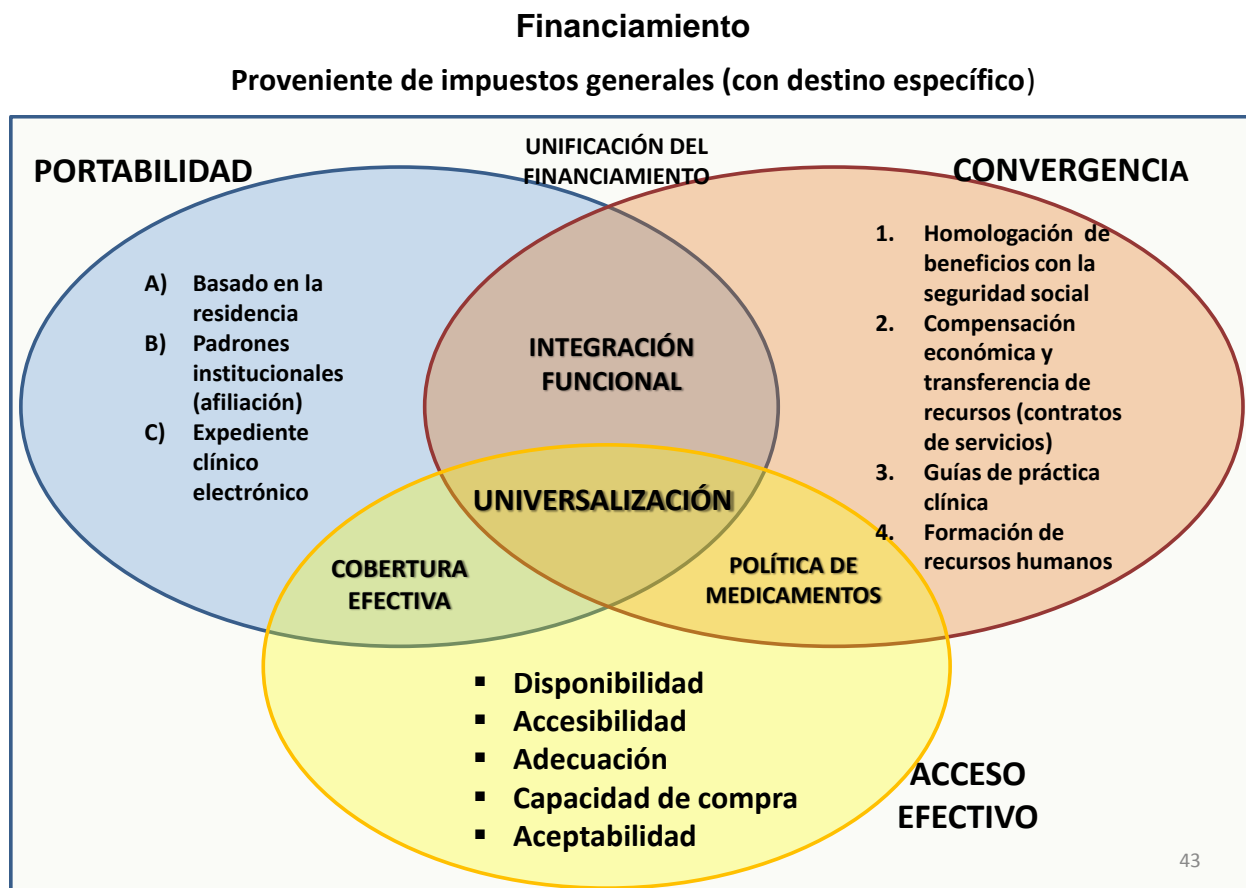 Financiamiento
Proveniente de impuestos generales (con destino específico)
UNIFICACIÓN DEL
FINANCIAMIENTO
PORTABILIDAD
CONVERGENCIA
A) Basado en la
residencia
B) Padrones
institucionales
(afiliación)
C) Expediente
clínico
electrónico
INTEGRACIÓN
FUNCIONAL
1. Homologación de
beneficios con la
seguridad social
2. Compensación
económica y
transferencia de
recursos (contratos
de servicios)
3. Guías de práctica
clínica
4. Formación de
recursos humanos
UNIVERSALIZACIÓN
COBERTURA
EFECTIVA
POLÍTICA DE
MEDICAMENTOS
▪ Disponibilidad
▪ Accesibilidad
▪ Adecuación
▪ Capacidad de compra
▪ Aceptabilidad
ACCESO
EFECTIVO
43